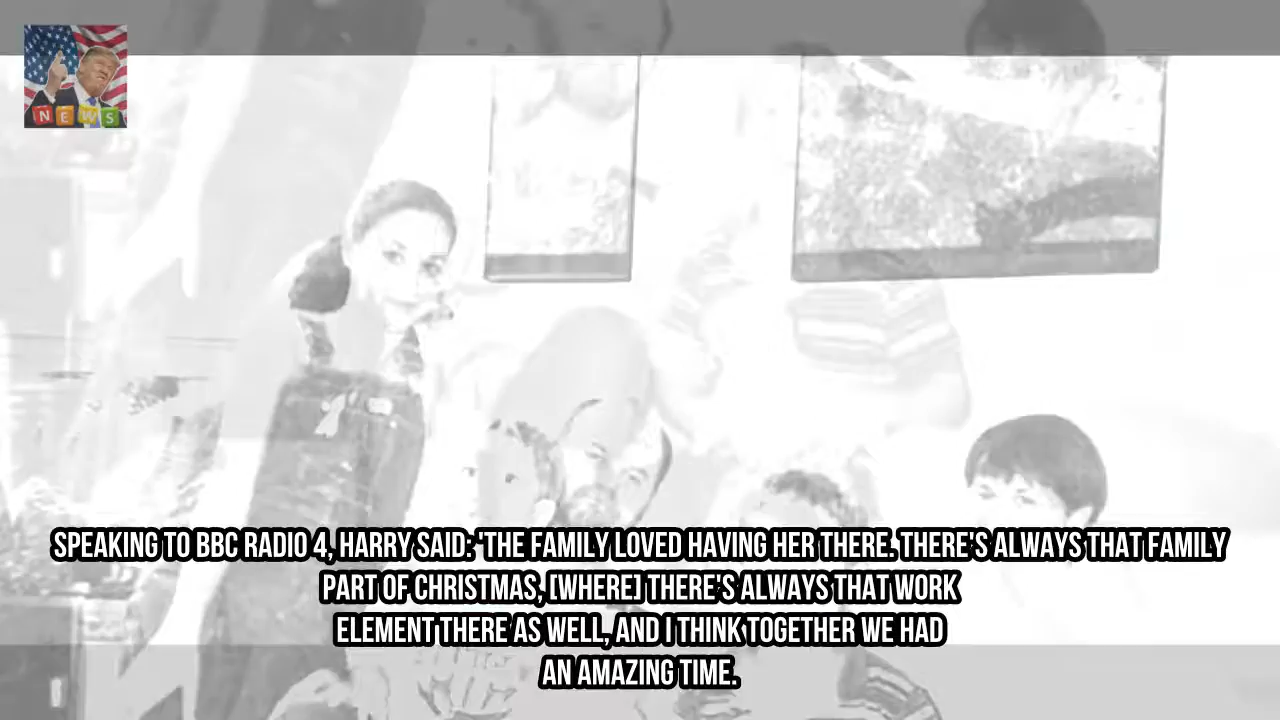 NEWS
SPEAKING TO BBC RADIO 4, HARRY SAID: 'THE FAMILY LOVED HAVING HER THERE. THERE'S ALWAYS THAT FAMILY
PART OF CHRISTMAS, [WHERE] THERE'S ALWAYS THAT WORK
ELEMENT THERE AS WELL, AND I THINK TOGETHER WE HAD
AN AMAZING TIME.